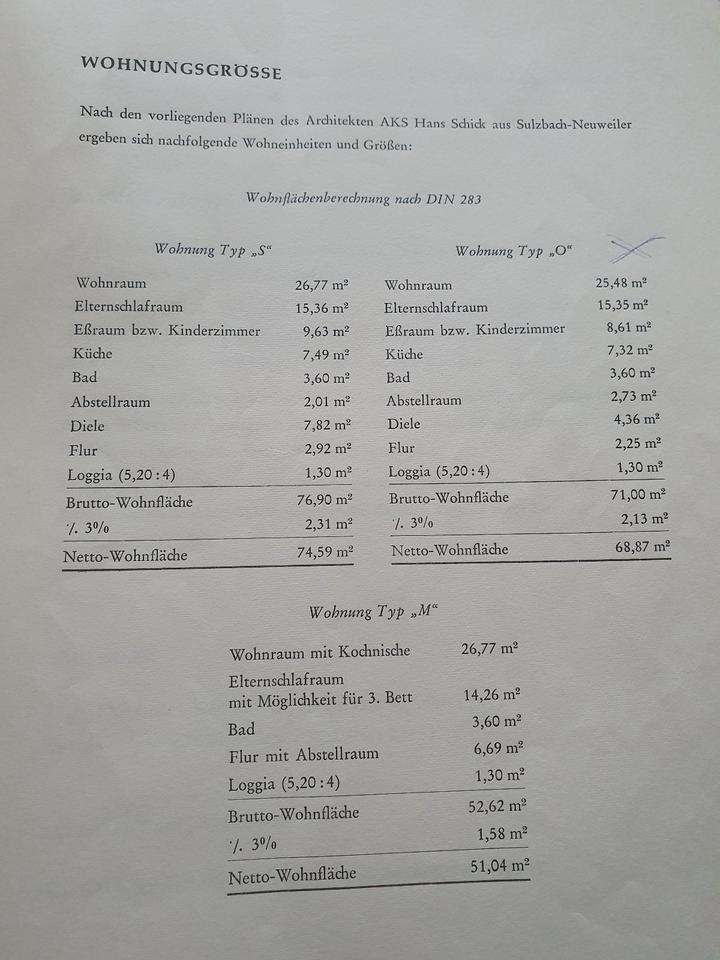 WOHNUNGSGRÖSSE
Nach den vorliegenden Plänen des Architekten AKS Hans Schick aus Sulzbach-Neuweiler
ergeben sich nachfolgende Wohneinheiten und Größen:
Wohnflächenberechnung nach DIN 283
Wohnung Typ „S“
Wohnraum 26,77 m²
Elternschlafraum 15,36 m²
Eßraum bzw. Kinderzimmer 9,63 m²
Küche 7,49 m²
Bad 3,60 m²
Abstellraum 2,01 m²
Diele 7,82 m²
Flur 2,92 m²
Loggia (5,20 : 4) 1,30 m²
Brutto-Wohnfläche 76,90 m²
·/. 3% 2,31 m²
Netto-Wohnfläche 74,59 m²
Wohnung Typ „O“
Wohnraum 25,48 m²
Elternschlafraum 15,35 m²
Eßraum bzw. Kinderzimmer 8,61 m²
Küche 7,32 m²
Bad 3,60 m²
Abstellraum 2,73 m²
Diele 4,36 m²
Flur 2,25 m²
Loggia (5,20 : 4) 1,30 m²
Brutto-Wohnfläche 71,00 m²
·/. 3% 2,13 m²
Netto-Wohnfläche 68,87 m²
Wohnung Typ „M“
Wohnraum mit Kochnische 26,77 m²
Elternschlafraum
mit Möglichkeit für 3. Bett 14,26 m²
Bad 3,60 m²
Flur mit Abstellraum 6,69 m²
Loggia (5,20 : 4) 1,30 m²
Brutto-Wohnfläche 52,62 m²
·/. 3% 1,58 m²
Netto-Wohnfläche 51,04 m²